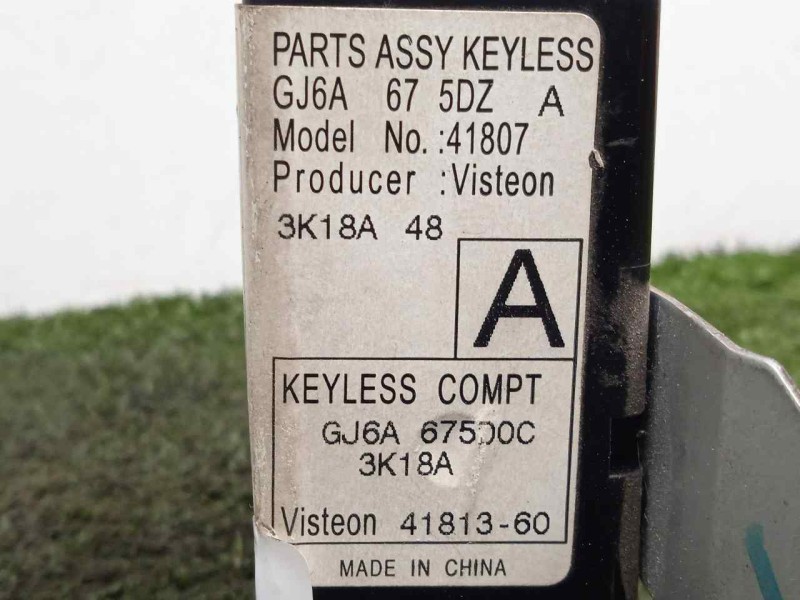 PARTS ASSY KEYLESS
GJ6A 67 5DZ A
Model No.:41807
Producer :Visteon
3K18A 48
A
KEYLESS COMPT
GJ6A
3K18A
Visteon 41813-60
MADE IN CHINA